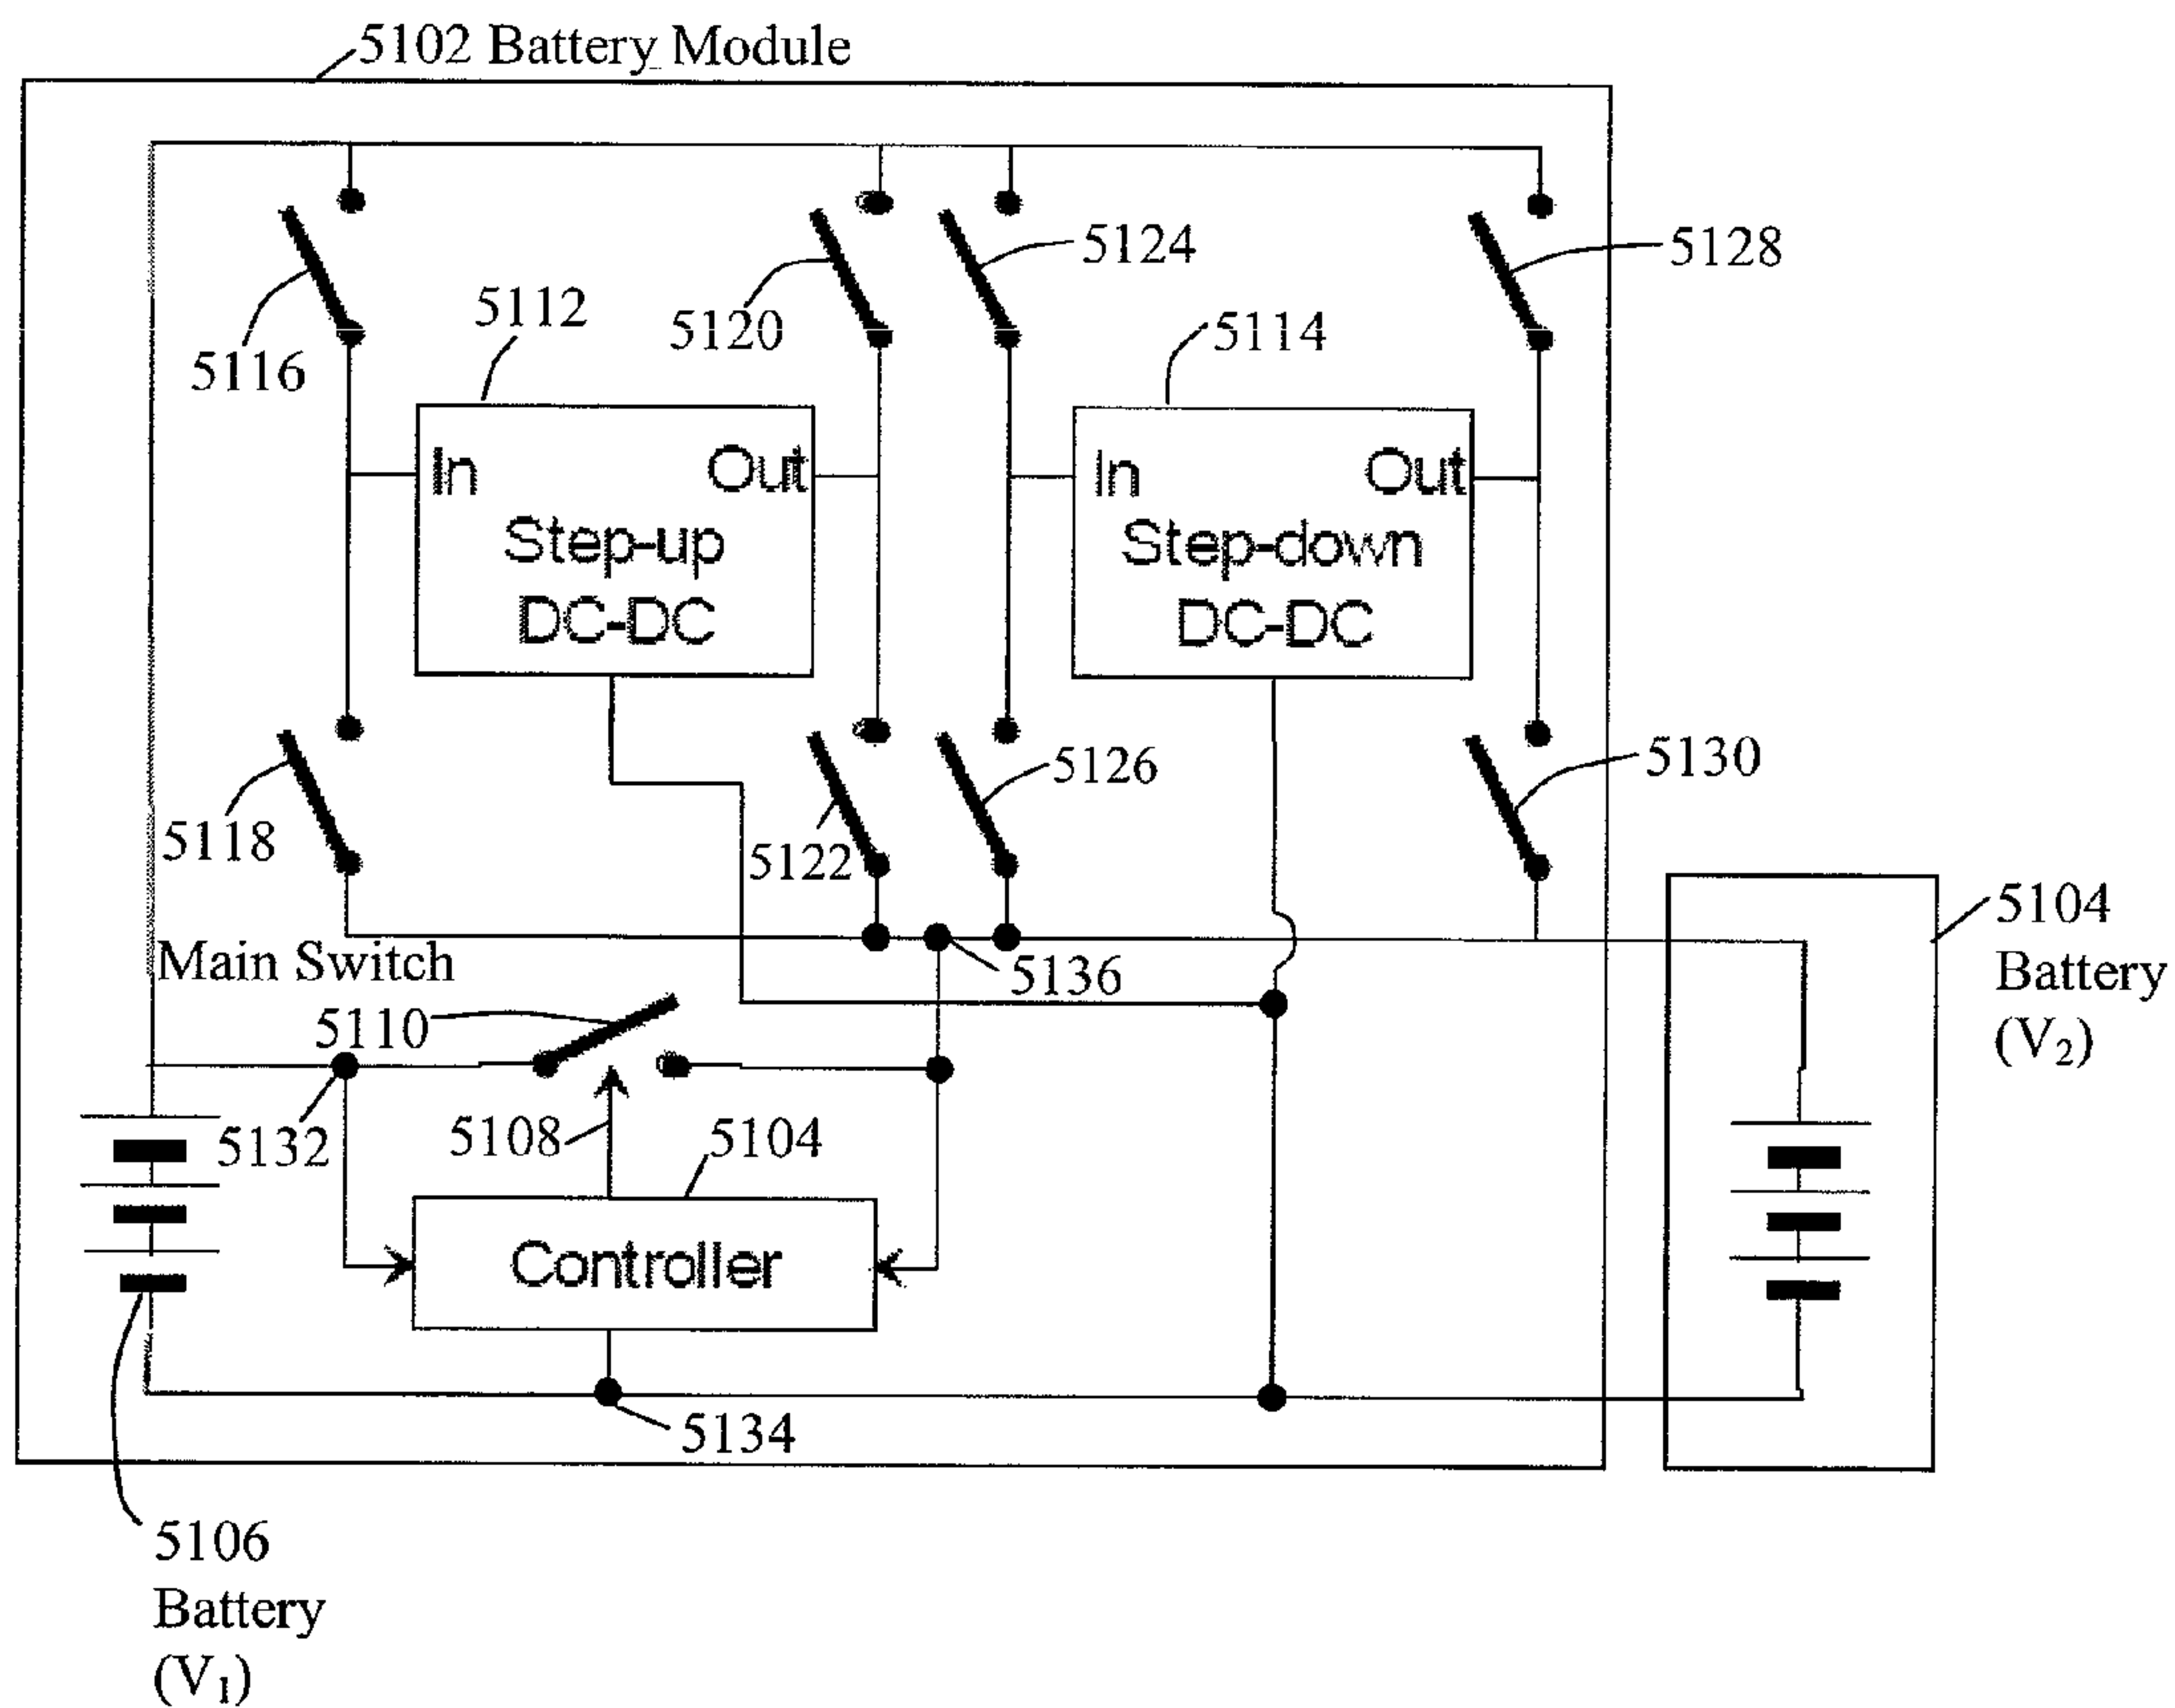 5102 Battery Module
5116
5112
5120
5124
5114
5128
In
Out
Step-up
DC-DC
In
Out
Step-down
DC-DC
5118
5122
5126
5130
Main Switch
5136
5104
Battery
(V2)
5110
5132
5108
5104
Controller
5134
5106
Battery
(V1)